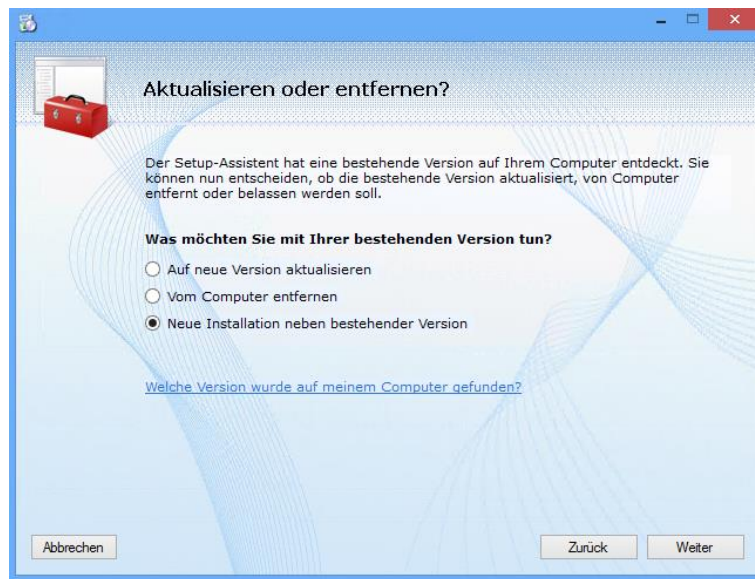 Aktualisieren oder entfernen?
Der Setup-Assistent hat eine bestehende Version auf Ihrem Computer entdeckt. Sie
können nun entscheiden, ob die bestehende Version aktualisiert, von Computer
entfernt oder belassen werden soll.
Was möchten Sie mit Ihrer bestehenden Version tun?
Auf neue Version aktualisieren
Vom Computer entfernen
Neue Installation neben bestehender Version
Welche Version wurde auf meinem Computer gefunden?
Abbrechen
Zurück
Weiter